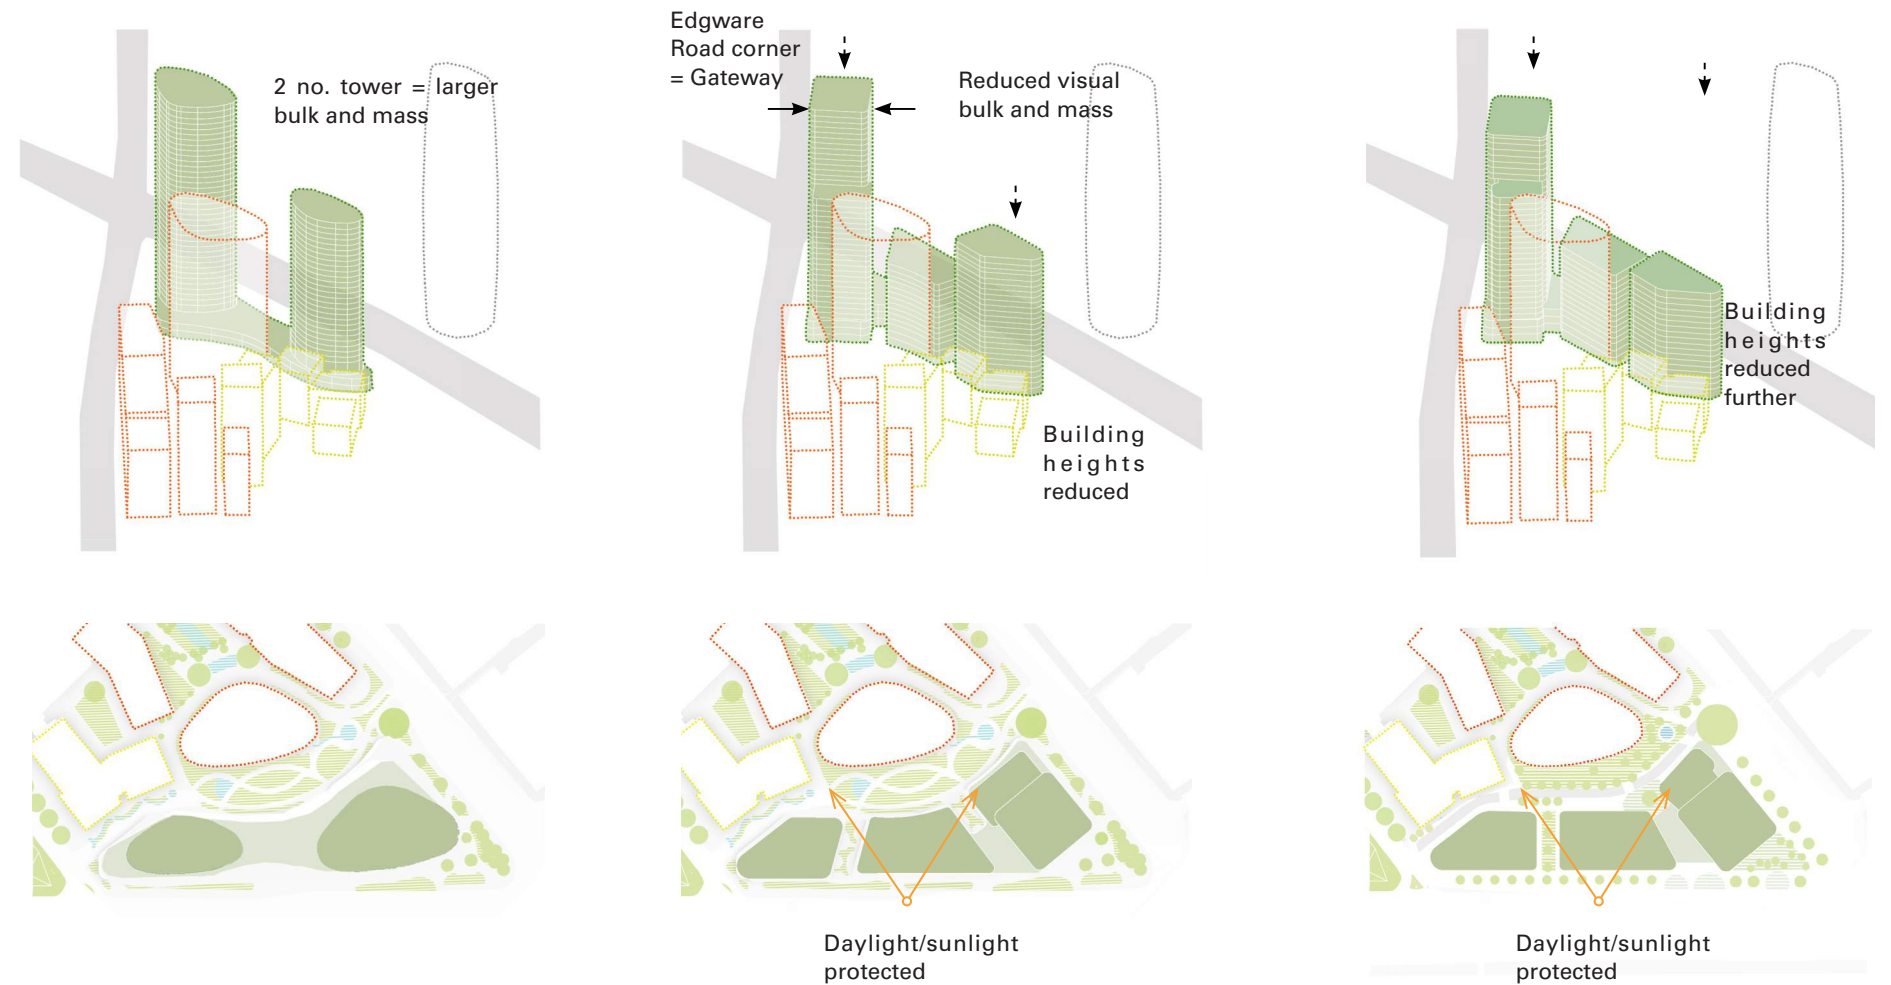 2 no. tower = larger
bulk and mass
Edgware
Road corner
= Gateway
Reduced visual
bulk and mass
Building
heights
reduced
Building
heights
reduced
further
Daylight/sunlight
protected
Daylight/sunlight
protected